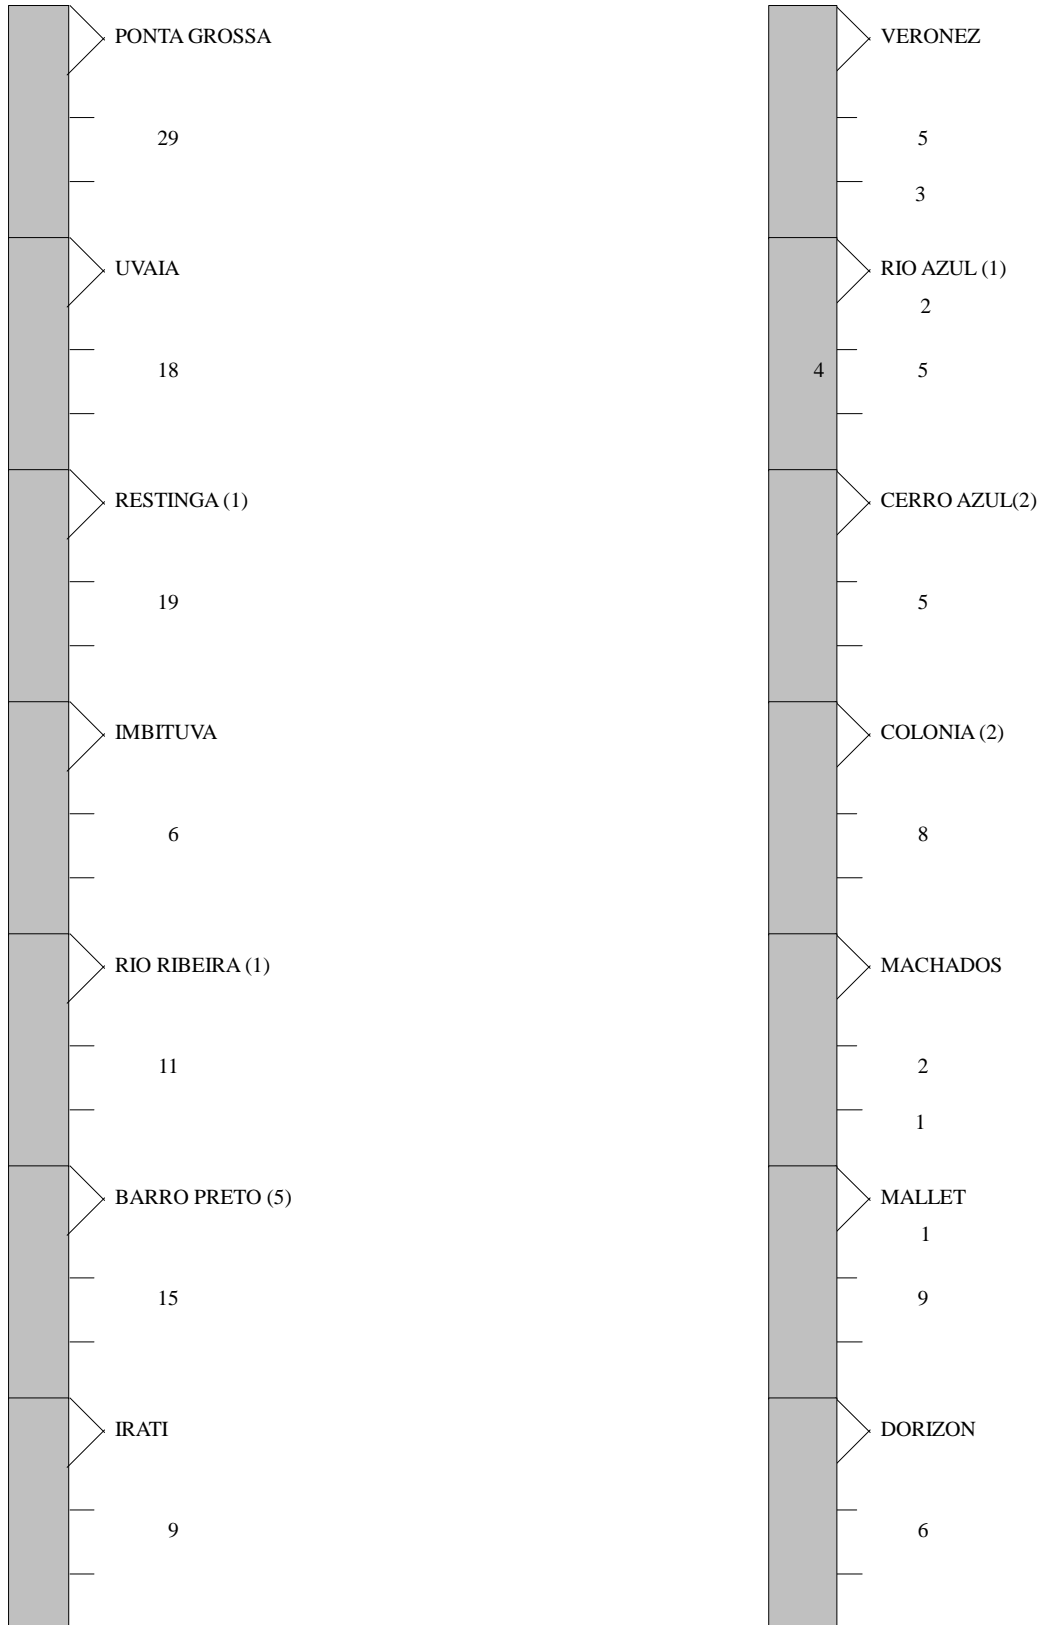 PONTA GROSSA
29
UVAIA
18
RESTINGA (1)
19
IMBITUVA
6
RIO RIBEIRA (1)
11
BARRO PRETO (5)
15
IRATI
9
VERONEZ
5
3
RIO AZUL (1)
2
4 5
CERRO AZUL(2)
5
COLONIA (2)
8
MACHADOS
2
1
MALLET
1
9
DORIZON
6